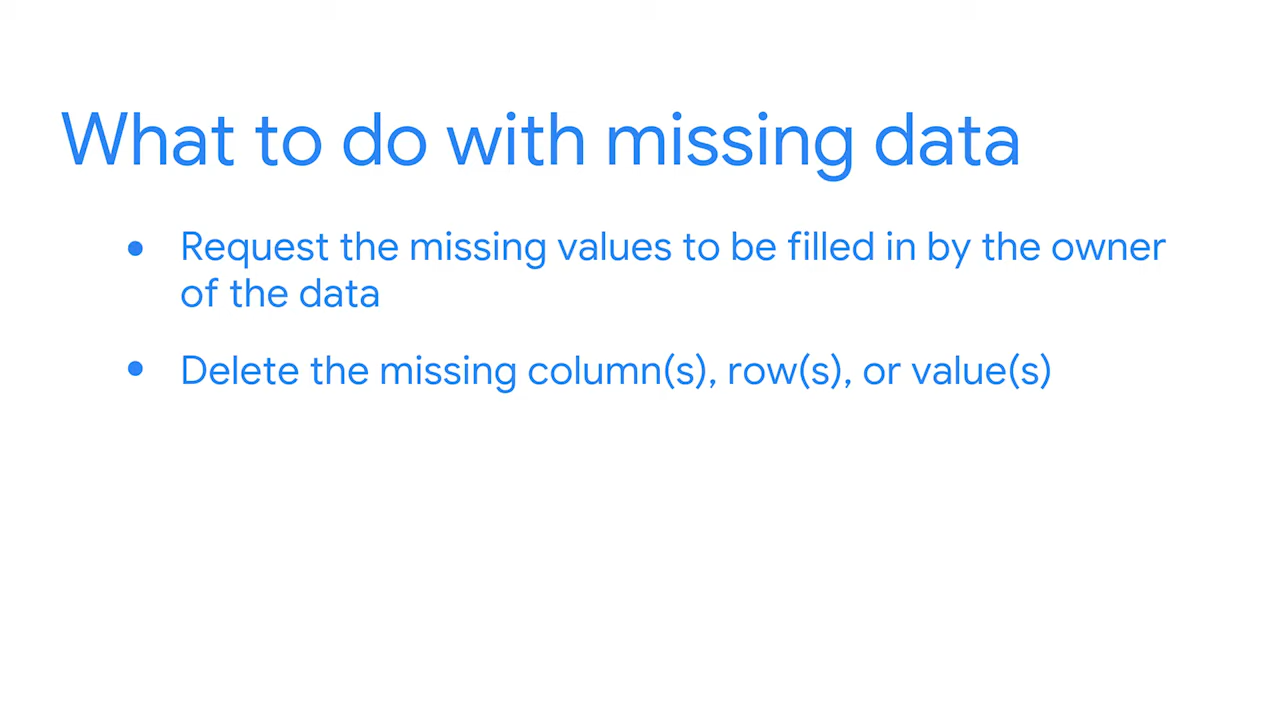 What to do with missing data
● Request the missing values to be filled in by the owner
of the data
● Delete the missing column(s), row(s), or value(s)